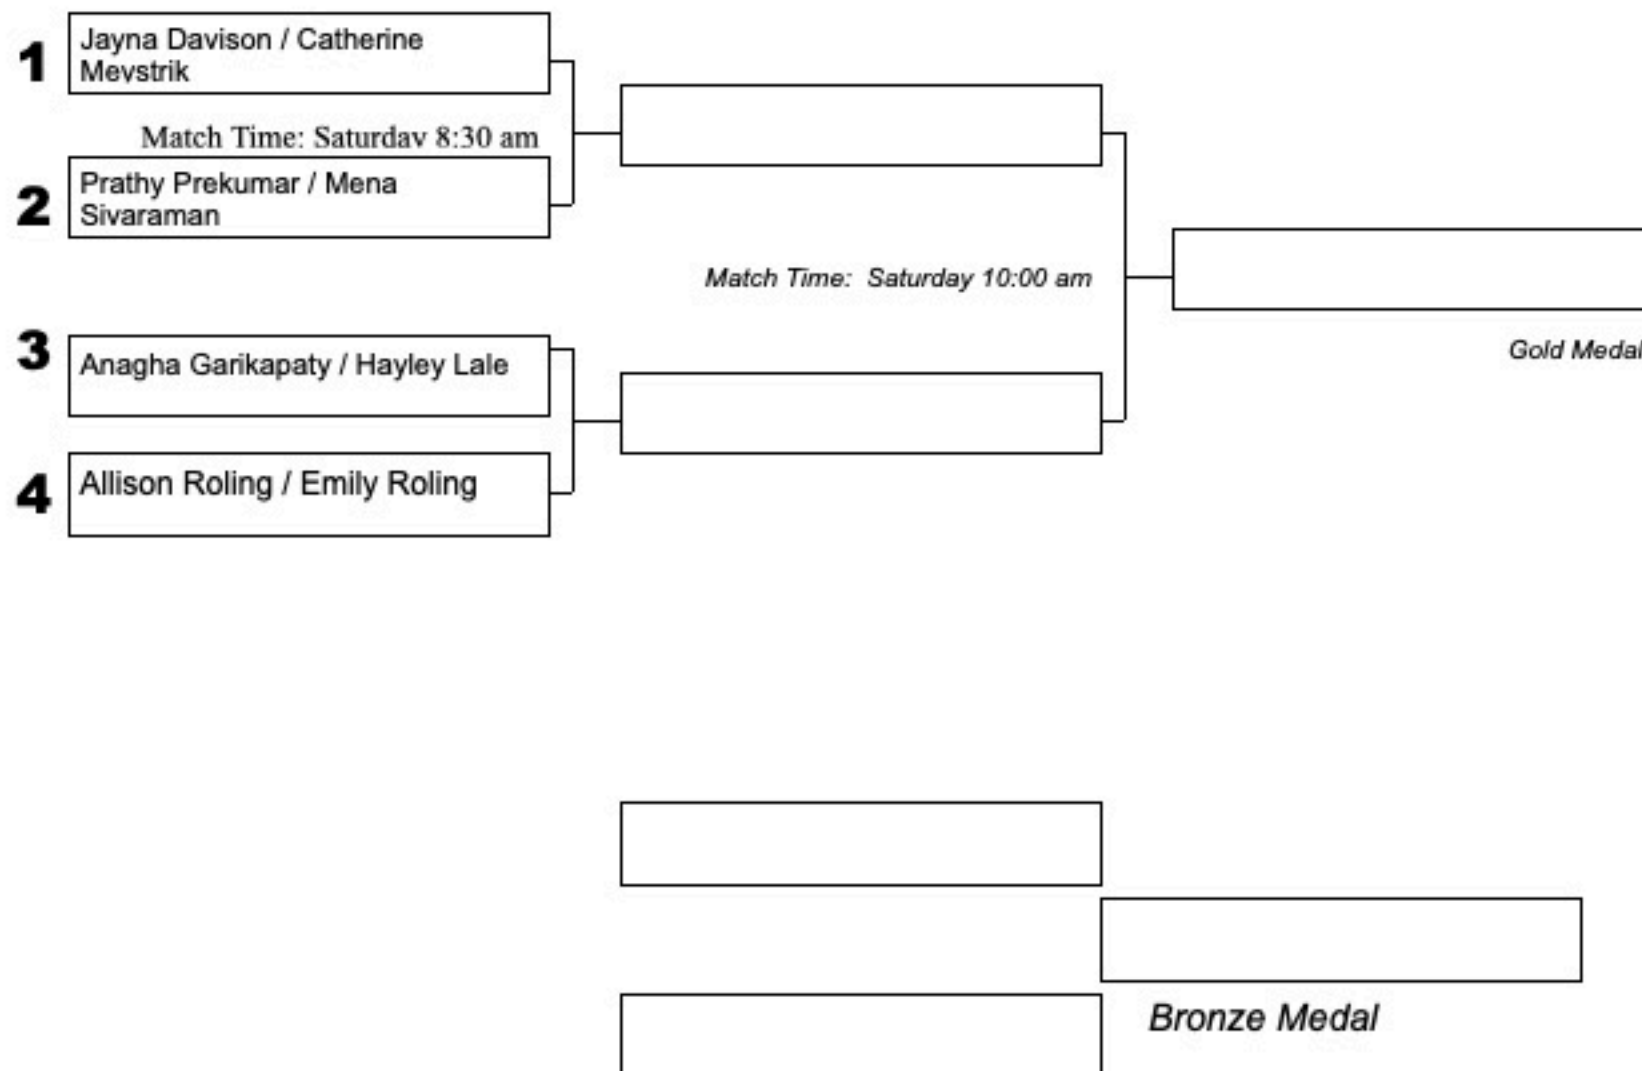 1
Jayna Davison / Catherine
Mevstrik
Match Time: Saturday 8:30 am
2
Prathy Prekumar / Mena
Sivaraman
Match Time: Saturday 10:00 am
Gold Medal
3
Anagha Garikapaty / Hayley Lale
4
Allison Roling / Emily Roling
Bronze Medal